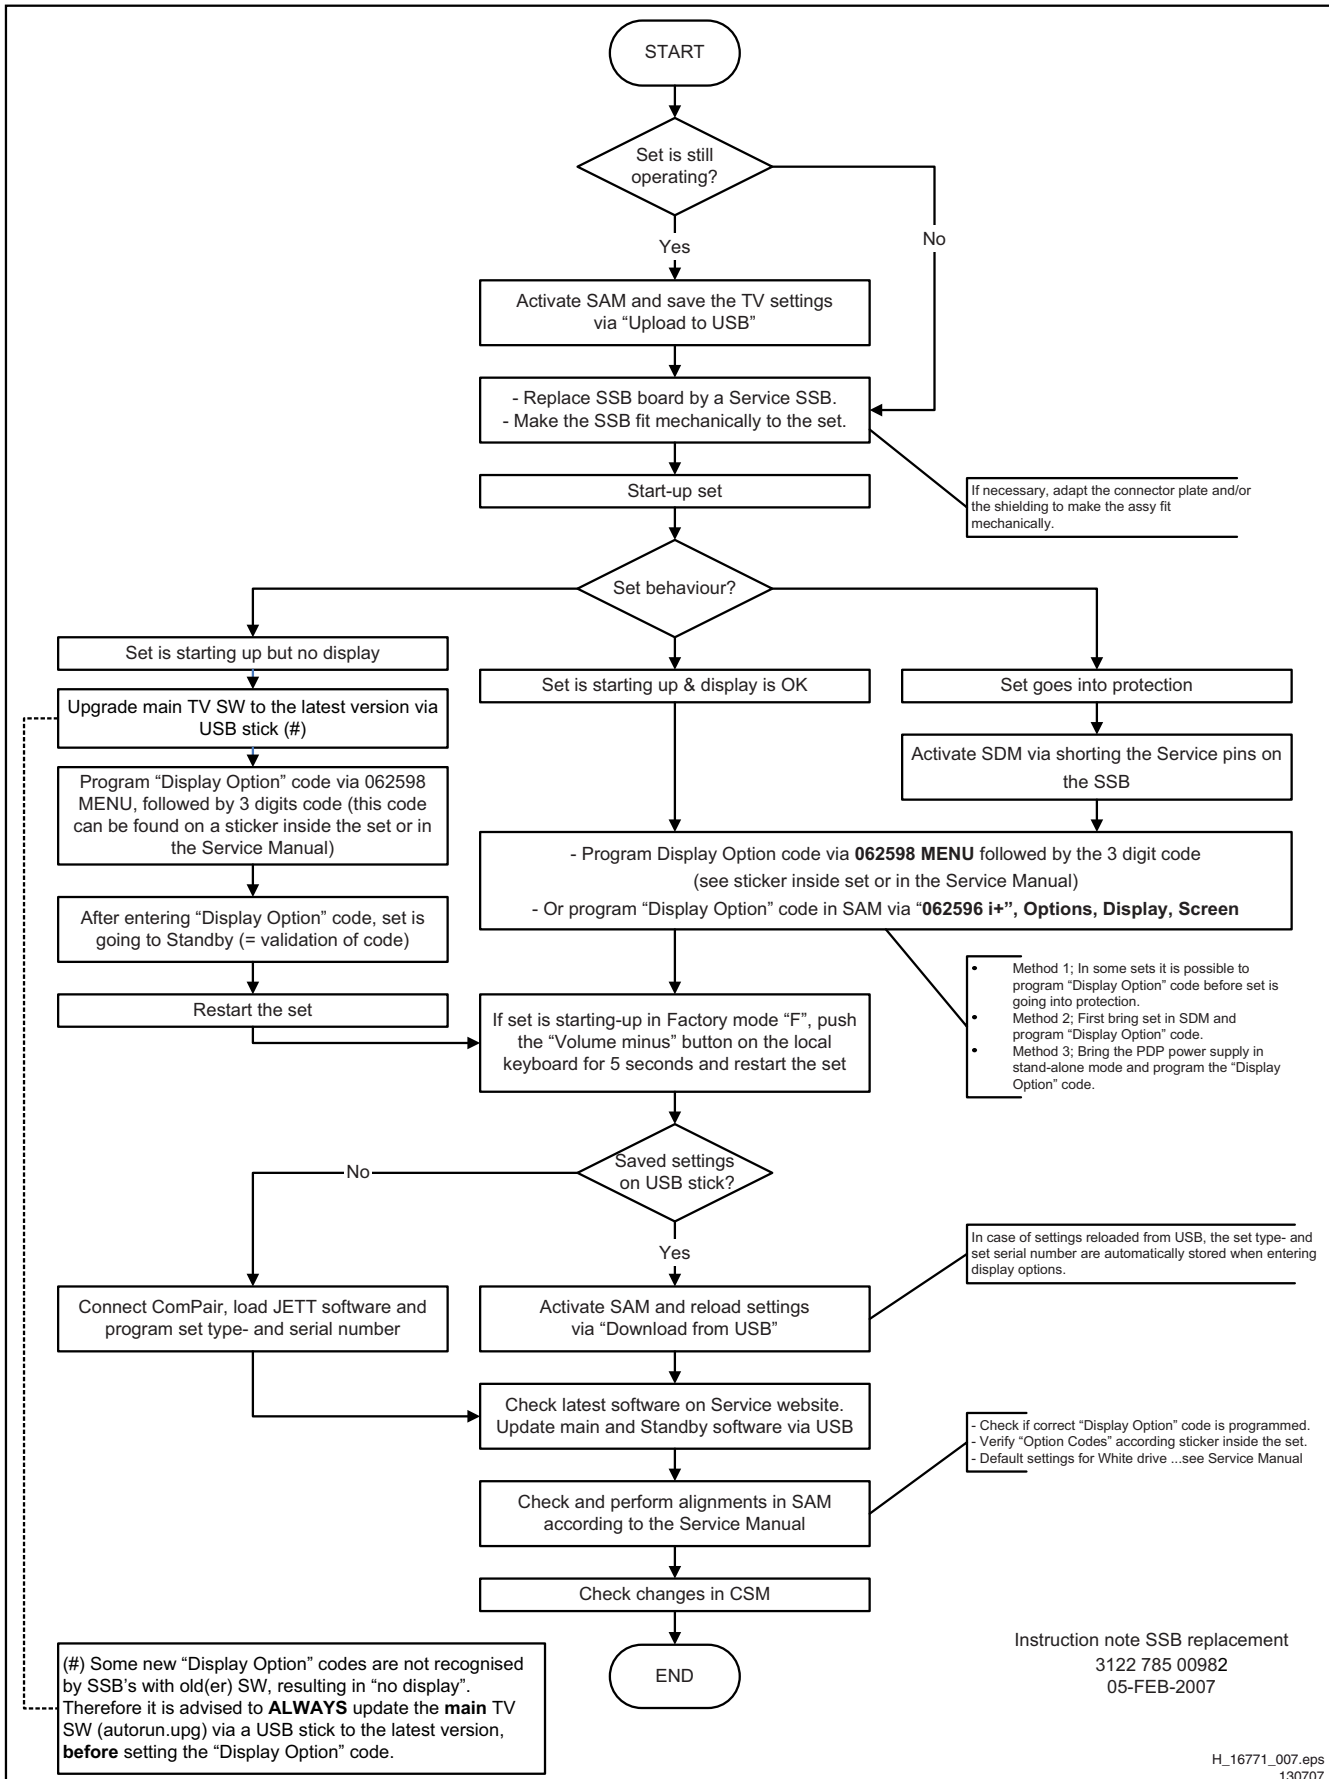 START
Set is still
operating?
No
Yes
Activate SAM and save the TV settings
via “Upload to USB”
- Replace SSB board by a Service SSB.
- Make the SSB fit mechanically to the set.
If necessary, adapt the connector plate and/or
the shielding to make the assy fit
mechanically.
Start-up set
Set behaviour?
Set is starting up but no display
Set is starting up & display is OK
Set goes into protection
Upgrade main TV SW to the latest version via
USB stick (#)
Activate SDM via shorting the Service pins on
the SSB
Program “Display Option” code via 062598
MENU, followed by 3 digits code (this code
can be found on a sticker inside the set or in
the Service Manual)
- Program Display Option code via 062598 MENU followed by the 3 digit code
(see sticker inside set or in the Service Manual)
- Or program “Display Option” code in SAM via “062596 i+”, Options, Display, Screen
After entering “Display Option” code, set is
going to Standby (= validation of code)
• Method 1; In some sets it is possible to
program “Display Option” code before set is
going into protection.
• Method 2; First bring set in SDM and
program “Display Option” code.
• Method 3; Bring the PDP power supply in
stand-alone mode and program the “Display
Option” code.
Restart the set
If set is starting-up in Factory mode “F”, push
the “Volume minus” button on the local
keyboard for 5 seconds and restart the set
Saved settings
on USB stick?
No
Yes
In case of settings reloaded from USB, the set type- and
set serial number are automatically stored when entering
display options.
Connect ComPair, load JETT software and
program set type- and serial number
Activate SAM and reload settings
via “Download from USB”
Check latest software on Service website.
Update main and Standby software via USB
- Check if correct “Display Option” code is programmed.
- Verify “Option Codes” according sticker inside the set.
- Default settings for White drive ...see Service Manual
Check and perform alignments in SAM
according to the Service Manual
Check changes in CSM
END
(#) Some new “Display Option” codes are not recognised
by SSB's with old(er) SW, resulting in “no display”.
Therefore it is advised to ALWAYS update the main TV
SW (autorun.upg) via a USB stick to the latest version,
before setting the “Display Option” code.
Instruction note SSB replacement
3122 785 00982
05-FEB-2007
H_16771_007.eps
130707